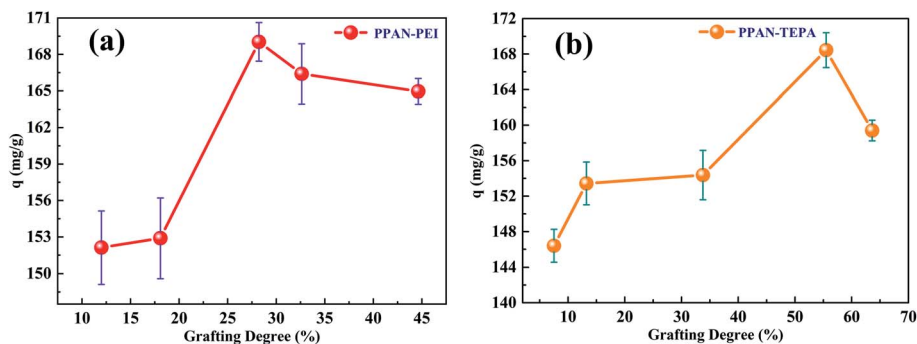 (a)
PPAN-PEI
171
168
165
162
159
156
153
150
q (mg/g)
10 15 20 25 30 35 40 45
Grafting Degree (%)
(b)
PPAN-TEPA
172
168
164
160
156
152
148
144
140
q (mg/g)
10 20 30 40 50 60 70
Grafting Degree (%)